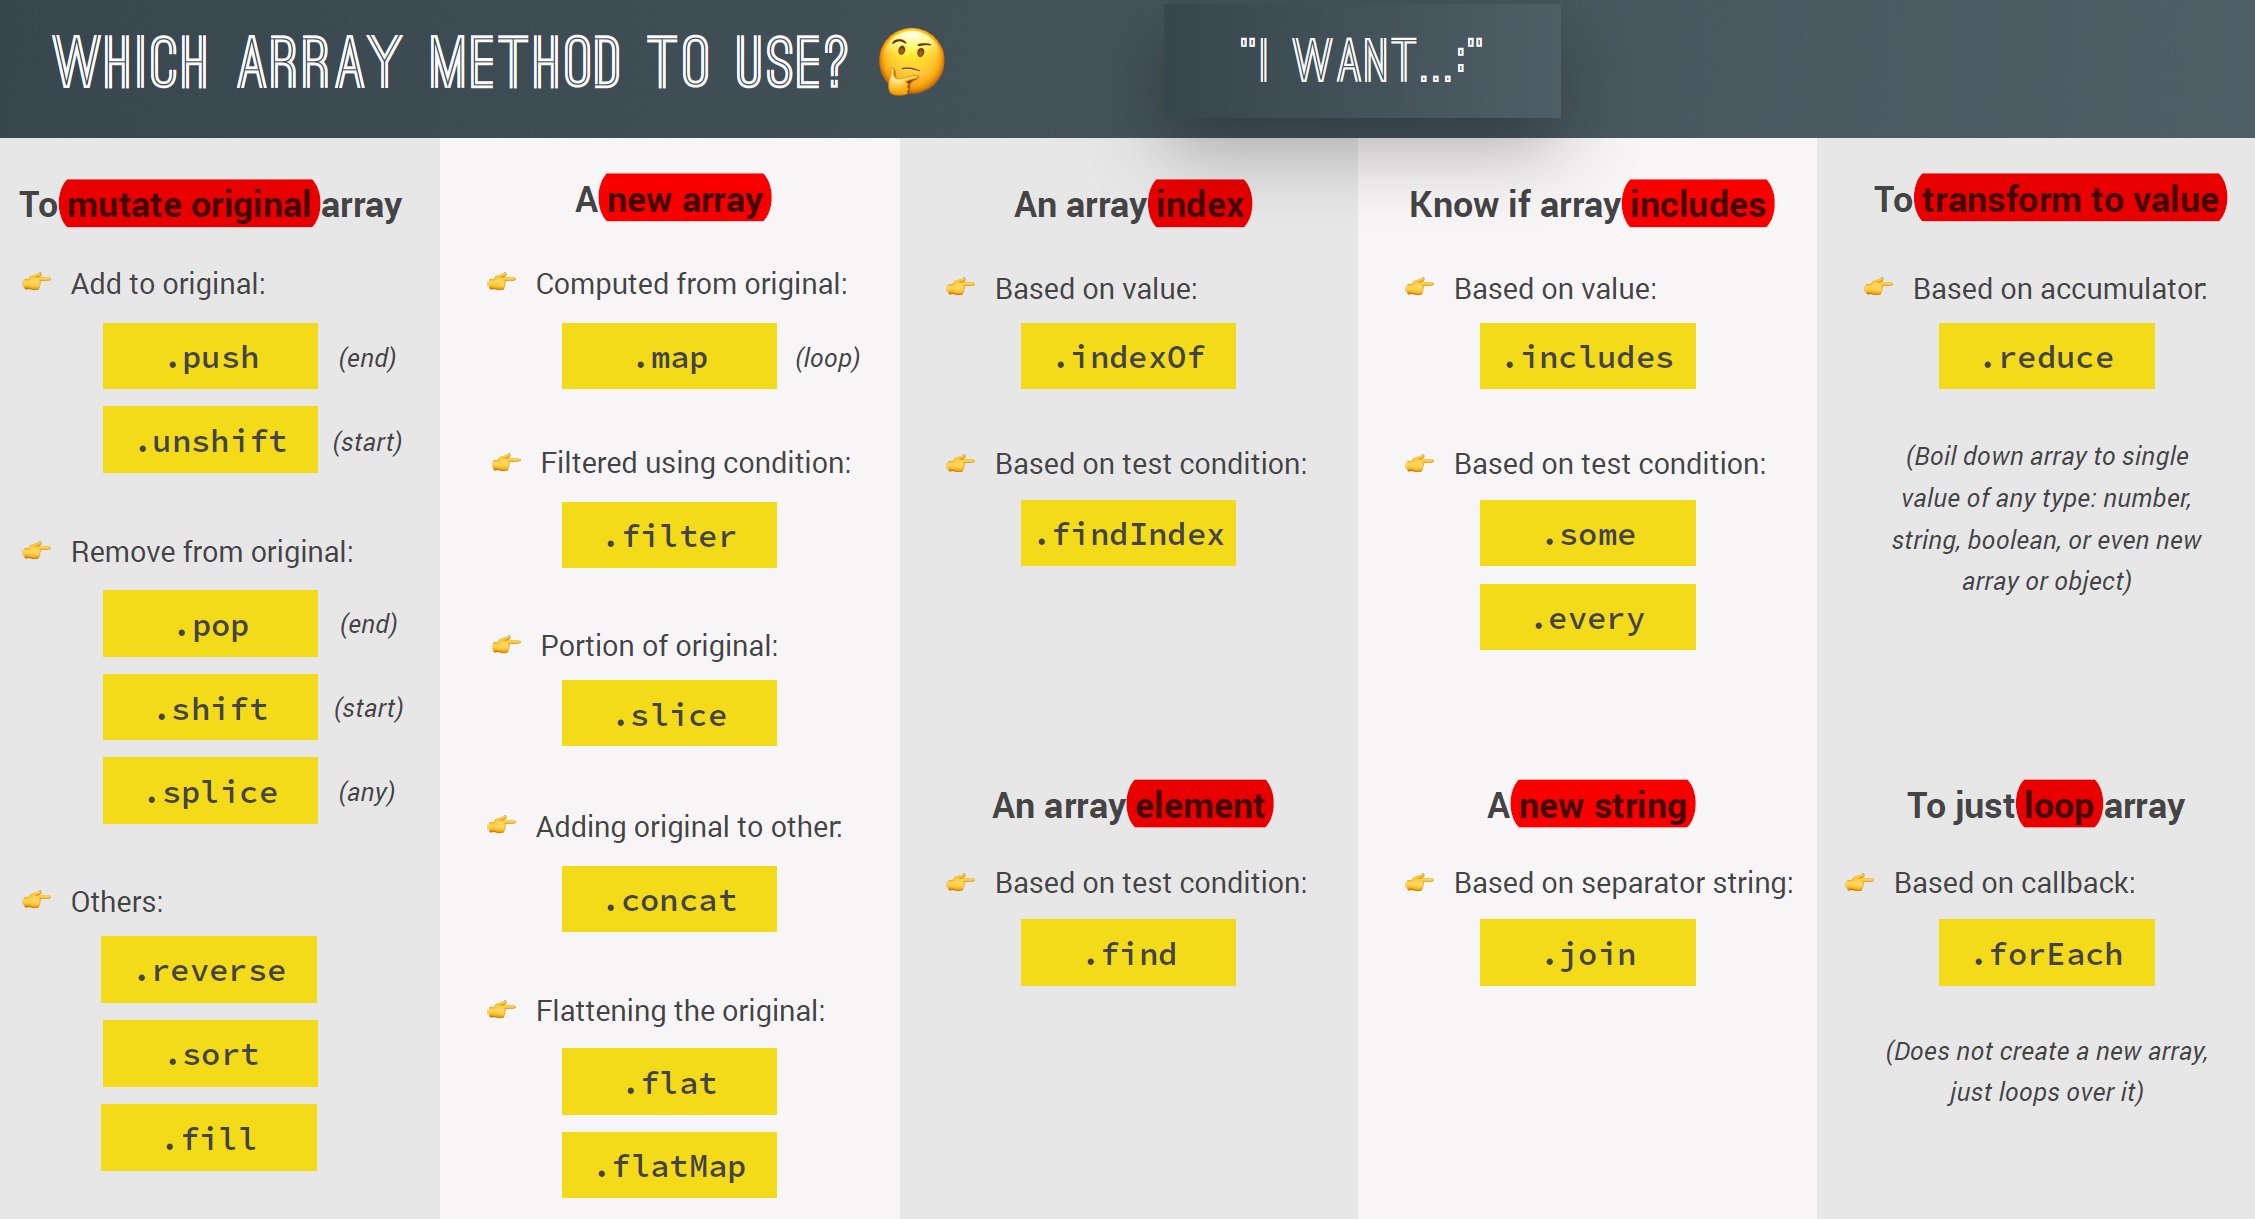 WHICH ARRAY METHOD TO USE? 🤔
"I WANT...:"
To mutate original array
👉 Add to original:
.push (end)
.unshift (start)
👉 Remove from original:
.pop (end)
.shift (start)
.splice (any)
👉 Others:
.reverse
.sort
.fill
A new array
👉 Computed from original:
.map (loop)
👉 Filtered using condition:
.filter
👉 Portion of original:
.slice
👉 Adding original to other:
.concat
👉 Flattening the original:
.flat
.flatMap
An array index
👉 Based on value:
.indexOf
👉 Based on test condition:
.findIndex
An array element
👉 Based on test condition:
.find
Know if array includes
👉 Based on value:
.includes
👉 Based on test condition:
.some
.every
A new string
👉 Based on separator string:
.join
To transform to value
👉 Based on accumulator:
.reduce
(Boil down array to single
value of any type: number,
string, boolean, or even new
array or object)
To just loop array
👉 Based on callback:
.forEach
(Does not create a new array,
just loops over it)